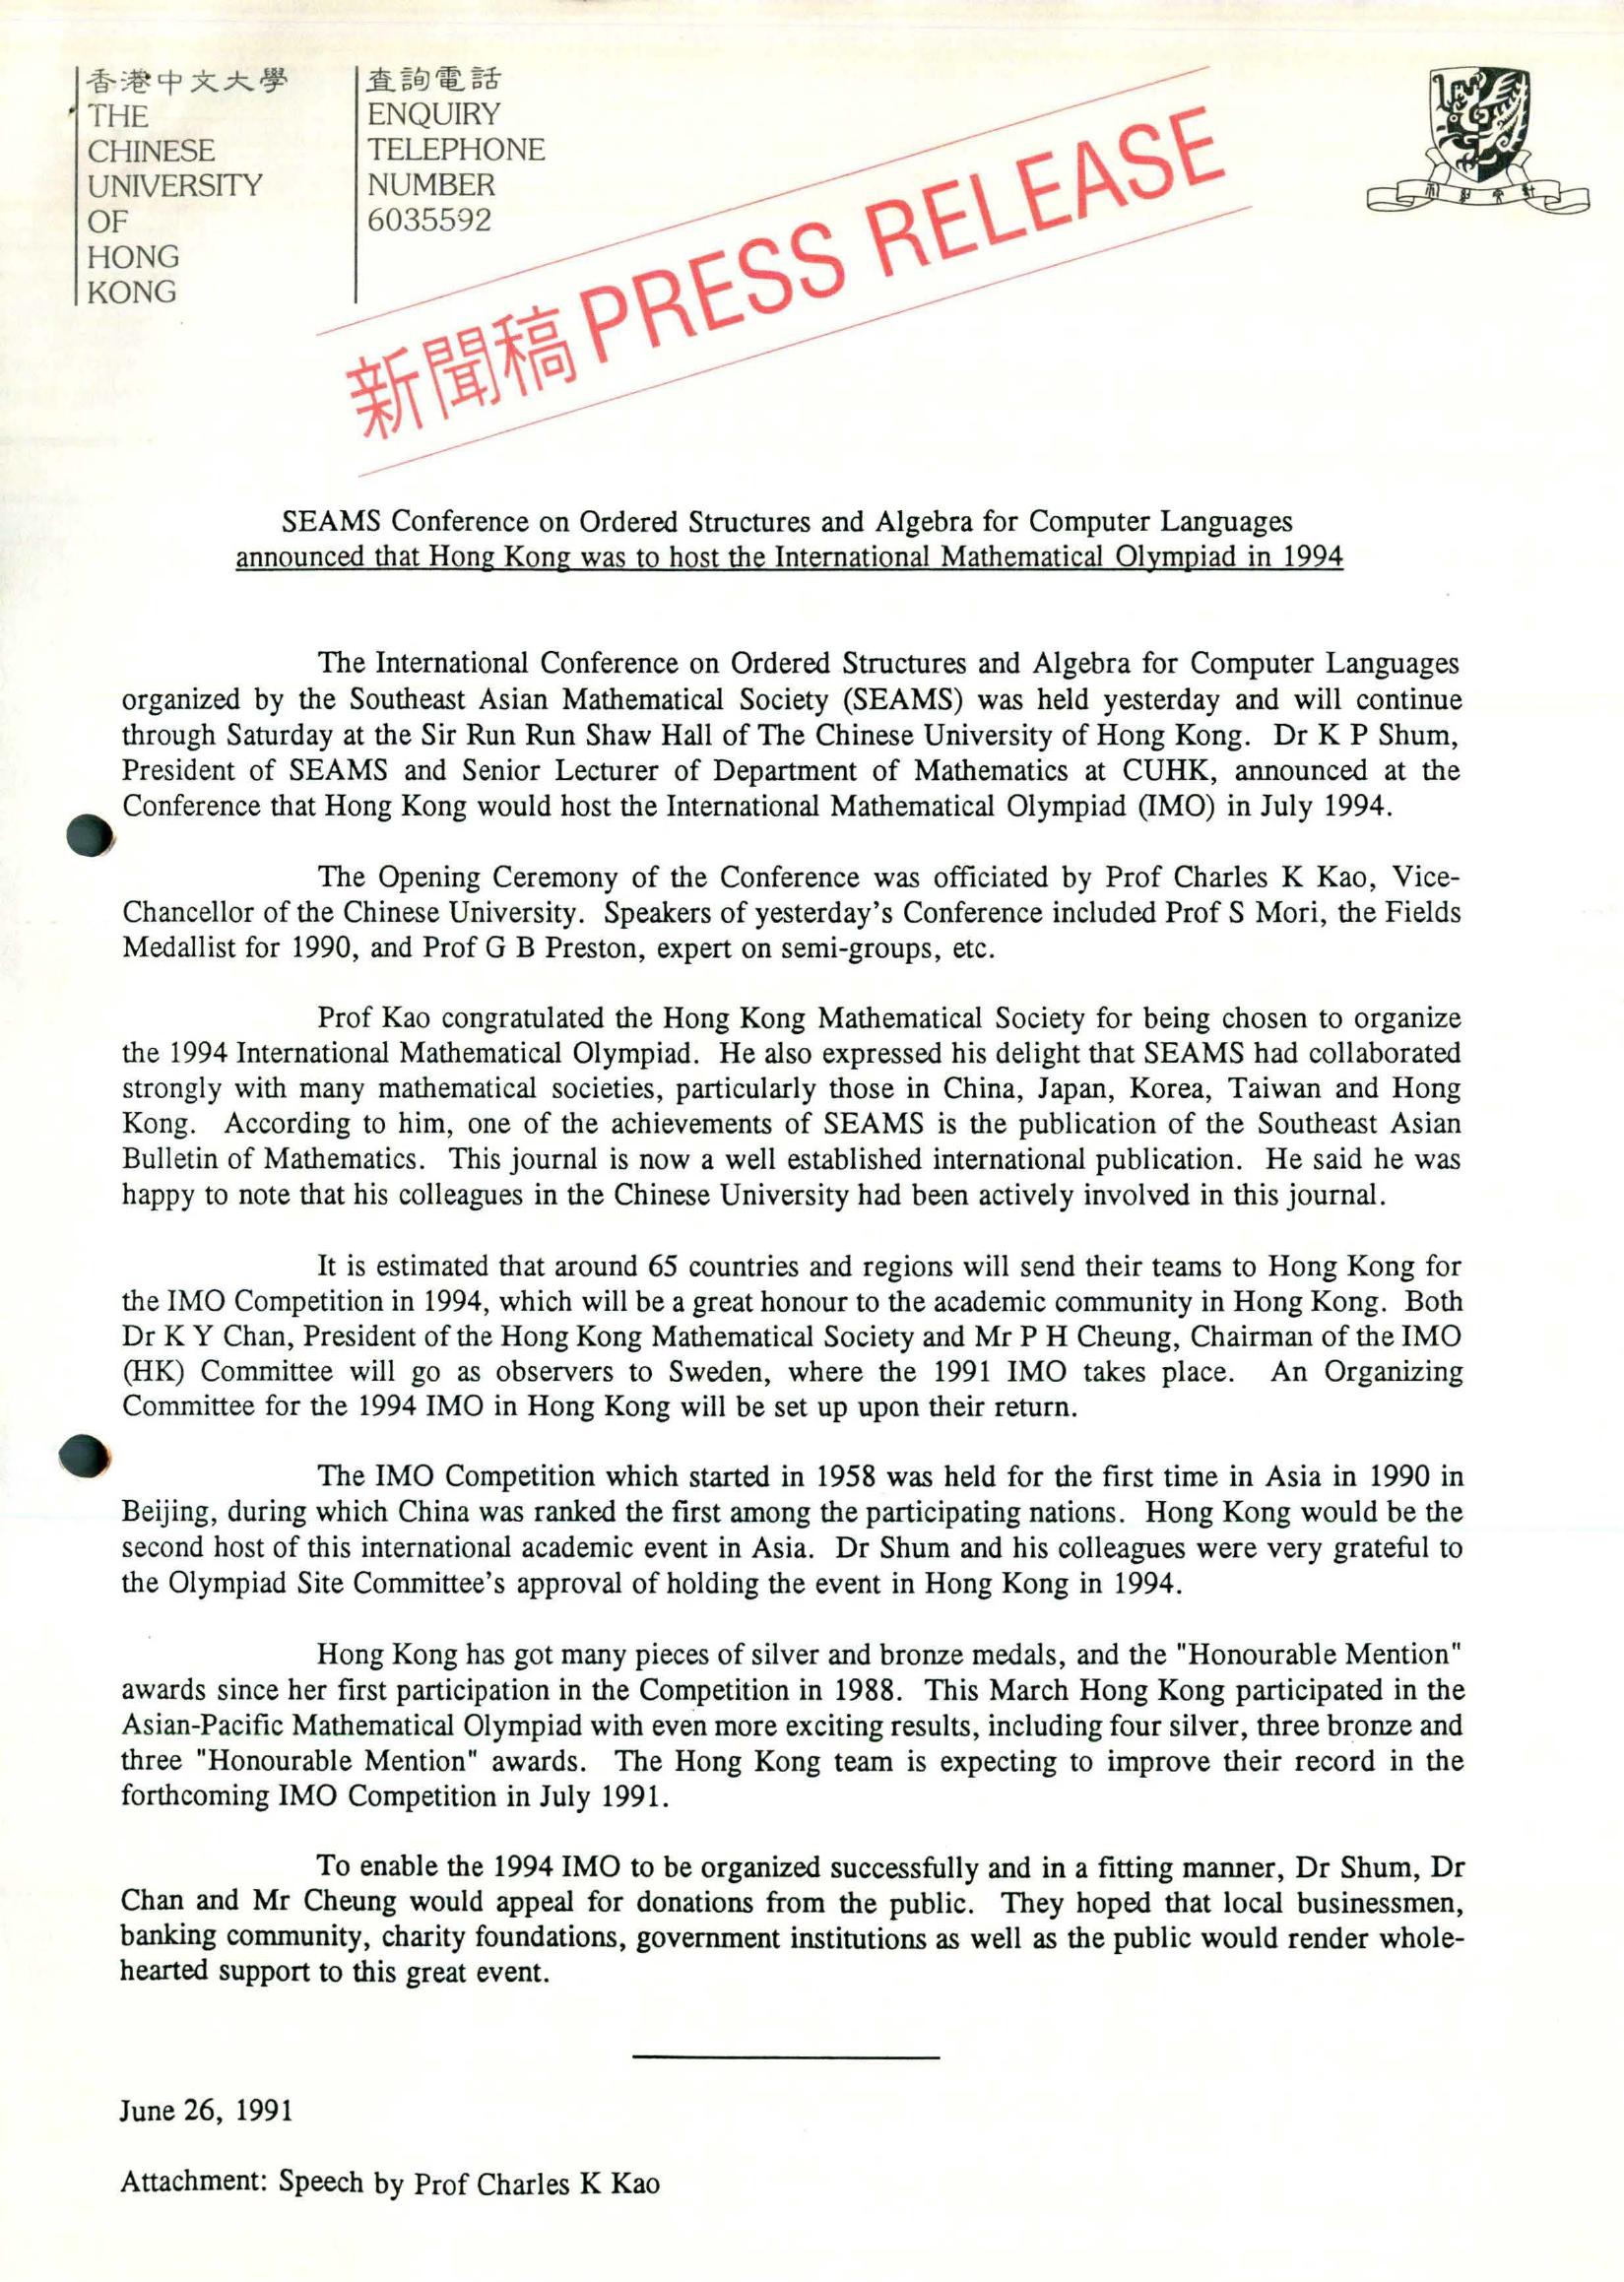 香港中文大學
THE
CHINESE
UNIVERSITY
OF
HONG
KONG
查詢電話
ENQUIRY
TELEPHONE
NUMBER
6035592
新聞稿 PRESS RELEASE
SEAMS Conference on Ordered Structures and Algebra for Computer Languages
announced that Hong Kong was to host the International Mathematical Olympiad in 1994
The International Conference on Ordered Structures and Algebra for Computer Languages
organized by the Southeast Asian Mathematical Society (SEAMS) was held yesterday and will continue
through Saturday at the Sir Run Run Shaw Hall of The Chinese University of Hong Kong. Dr K P Shum,
President of SEAMS and Senior Lecturer of Department of Mathematics at CUHK, announced at the
Conference that Hong Kong would host the International Mathematical Olympiad (IMO) in July 1994.
The Opening Ceremony of the Conference was officiated by Prof Charles K Kao, Vice-
Chancellor of the Chinese University. Speakers of yesterday's Conference included Prof S Mori, the Fields
Medallist for 1990, and Prof G B Preston, expert on semi-groups, etc.
Prof Kao congratulated the Hong Kong Mathematical Society for being chosen to organize
the 1994 International Mathematical Olympiad. He also expressed his delight that SEAMS had collaborated
strongly with many mathematical societies, particularly those in China, Japan, Korea, Taiwan and Hong
Kong. According to him, one of the achievements of SEAMS is the publication of the Southeast Asian
Bulletin of Mathematics. This journal is now a well established international publication. He said he was
happy to note that his colleagues in the Chinese University had been actively involved in this journal.
It is estimated that around 65 countries and regions will send their teams to Hong Kong for
the IMO Competition in 1994, which will be a great honour to the academic community in Hong Kong. Both
Dr K Y Chan, President of the Hong Kong Mathematical Society and Mr P H Cheung, Chairman of the IMO
(HK) Committee will go as observers to Sweden, where the 1991 IMO takes place. An Organizing
Committee for the 1994 IMO in Hong Kong will be set up upon their return.
The IMO Competition which started in 1958 was held for the first time in Asia in 1990 in
Beijing, during which China was ranked the first among the participating nations. Hong Kong would be the
second host of this international academic event in Asia. Dr Shum and his colleagues were very grateful to
the Olympiad Site Committee's approval of holding the event in Hong Kong in 1994.
Hong Kong has got many pieces of silver and bronze medals, and the "Honourable Mention"
awards since her first participation in the Competition in 1988. This March Hong Kong participated in the
Asian-Pacific Mathematical Olympiad with even more exciting results, including four silver, three bronze and
three "Honourable Mention" awards. The Hong Kong team is expecting to improve their record in the
forthcoming IMO Competition in July 1991.
To enable the 1994 IMO to be organized successfully and in a fitting manner, Dr Shum, Dr
Chan and Mr Cheung would appeal for donations from the public. They hoped that local businessmen,
banking community, charity foundations, government institutions as well as the public would render whole-
hearted support to this great event.
June 26, 1991
Attachment: Speech by Prof Charles K Kao